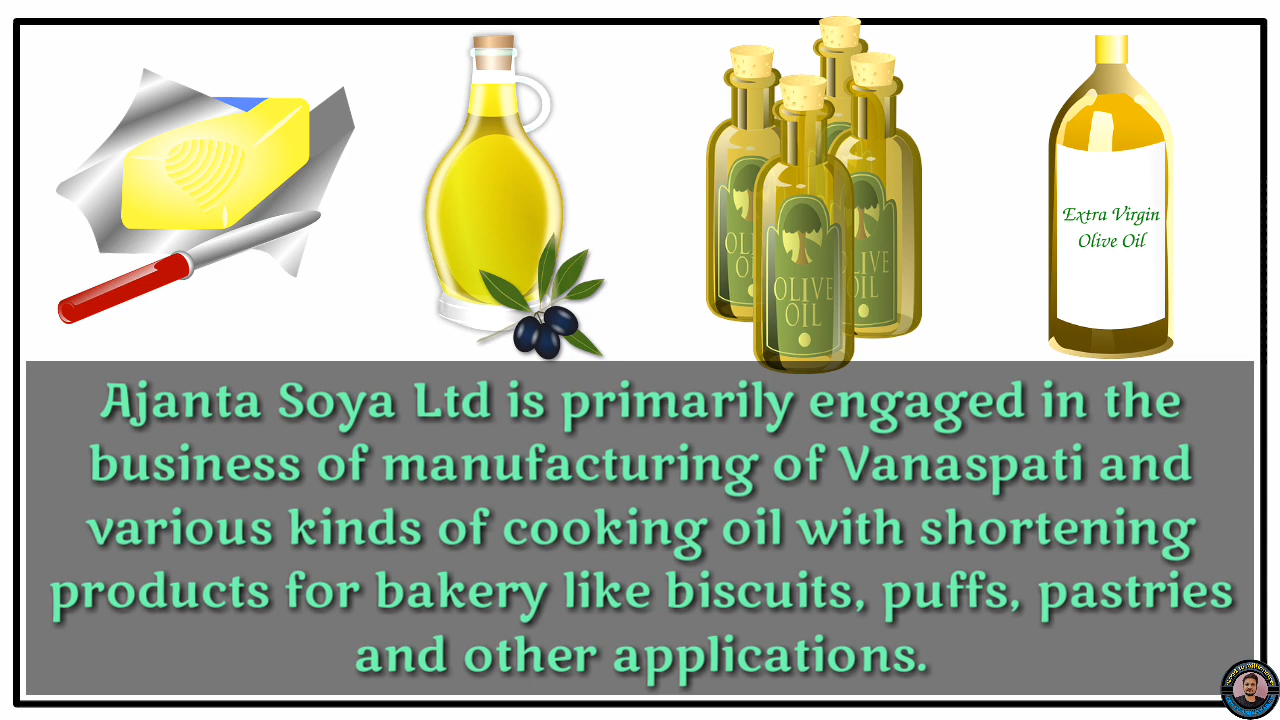 OLIVE
OIL
Extra Virgin
Olive Oil
Ajanta Soya Ltd is primarily engaged in the
business of manufacturing of Vanaspati and
various kinds of cooking oil with shortening
products for bakery like biscuits, puffs, pastries
and other applications.